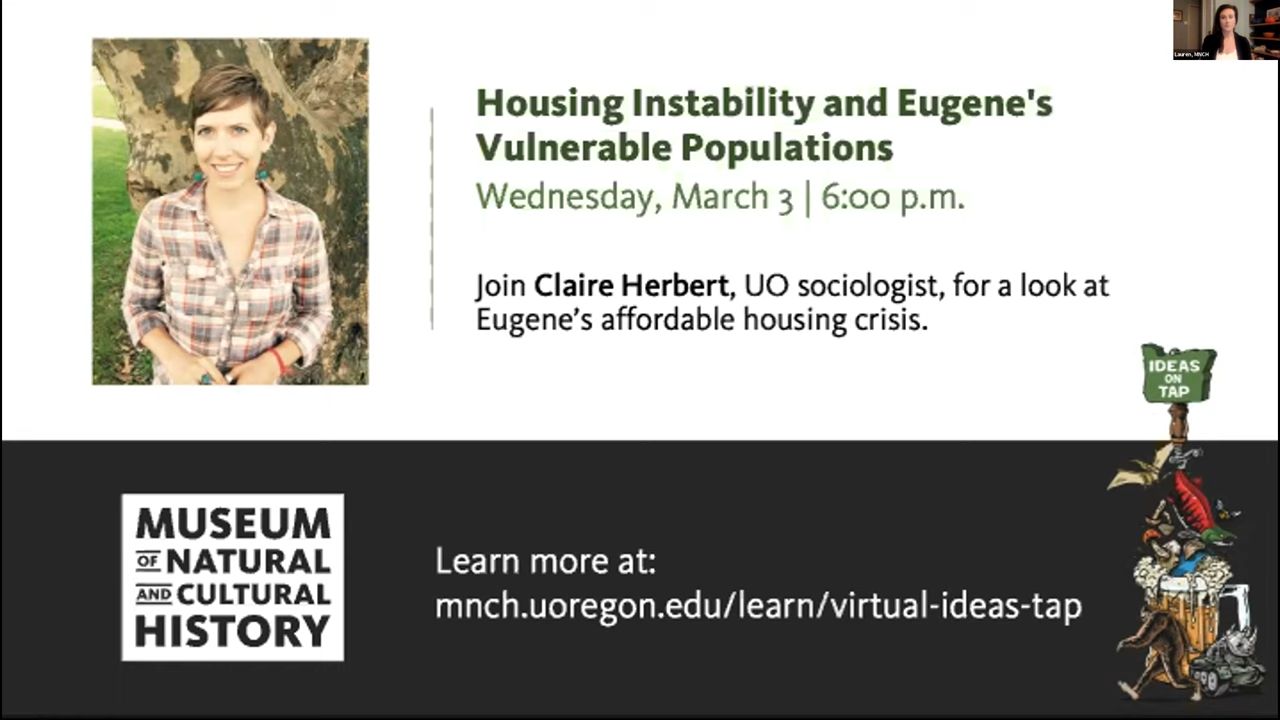 Lauren, MNCH
Housing Instability and Eugene's
Vulnerable Populations
Wednesday, March 3 | 6:00 p.m.
Join Claire Herbert, UO sociologist, for a look at
Eugene’s affordable housing crisis.
IDEAS
ON
TAP
MUSEUM
OF NATURAL
AND CULTURAL
HISTORY
Learn more at:
mnch.uoregon.edu/learn/virtual-ideas-tap